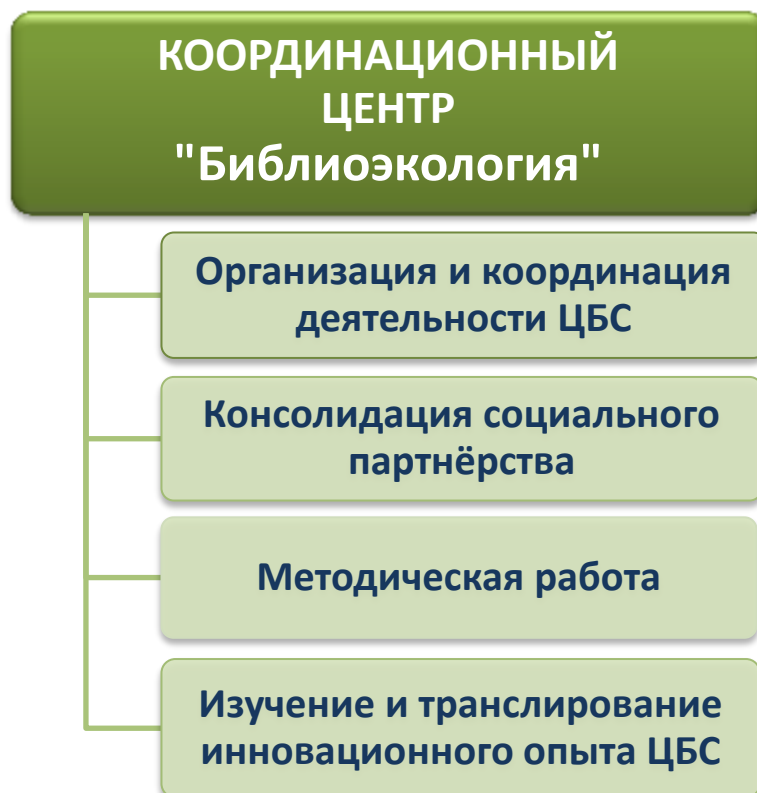 КООРДИНАЦИОННЫЙ
ЦЕНТР
"Библиоэкология"
Организация и координация
деятельности ЦБС
Консолидация социального
партнёрства
Методическая работа
Изучение и транслирование
инновационного опыта ЦБС